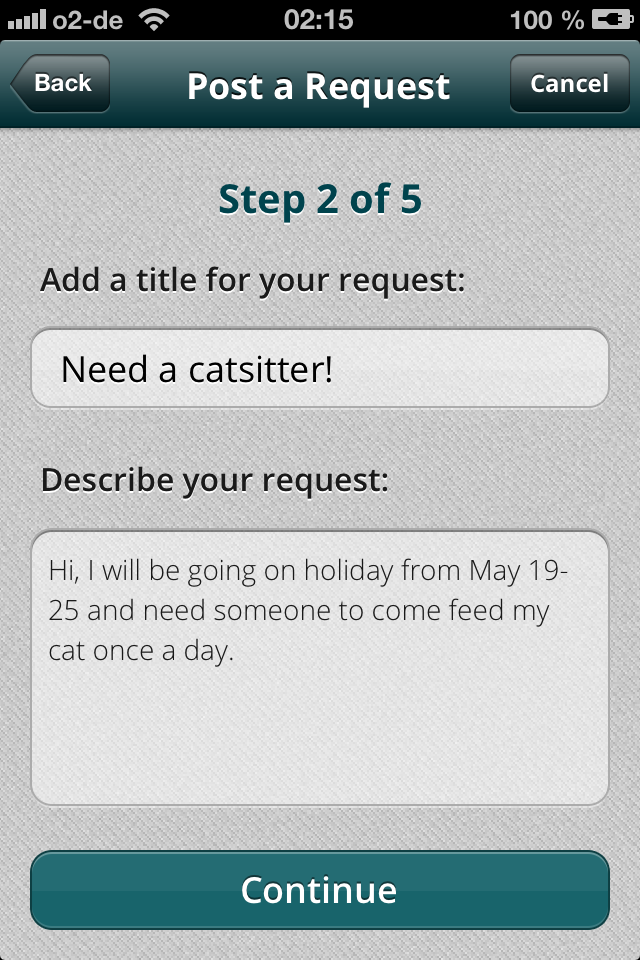 o2-de 02:15 100 %
Back Post a Request Cancel
Step 2 of 5
Add a title for your request:
Need a catsitter!
Describe your request:
Hi, I will be going on holiday from May 19-
25 and need someone to come feed my
cat once a day.
Continue